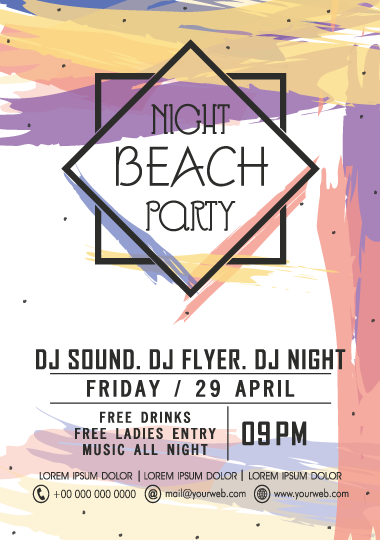 NIGHT
BEACH
PARTY
DJ SOUND. DJ FLYER. DJ NIGHT
FRIDAY / 29 APRIL
FREE DRINKS
FREE LADIES ENTRY
MUSIC ALL NIGHT
09 PM
LOREM IPSUM DOLOR | LOREM IPSUM DOLOR | LOREM IPSUM DOLOR
+00 000 000 0000 @ mail@yourweb.com www.yourweb.com